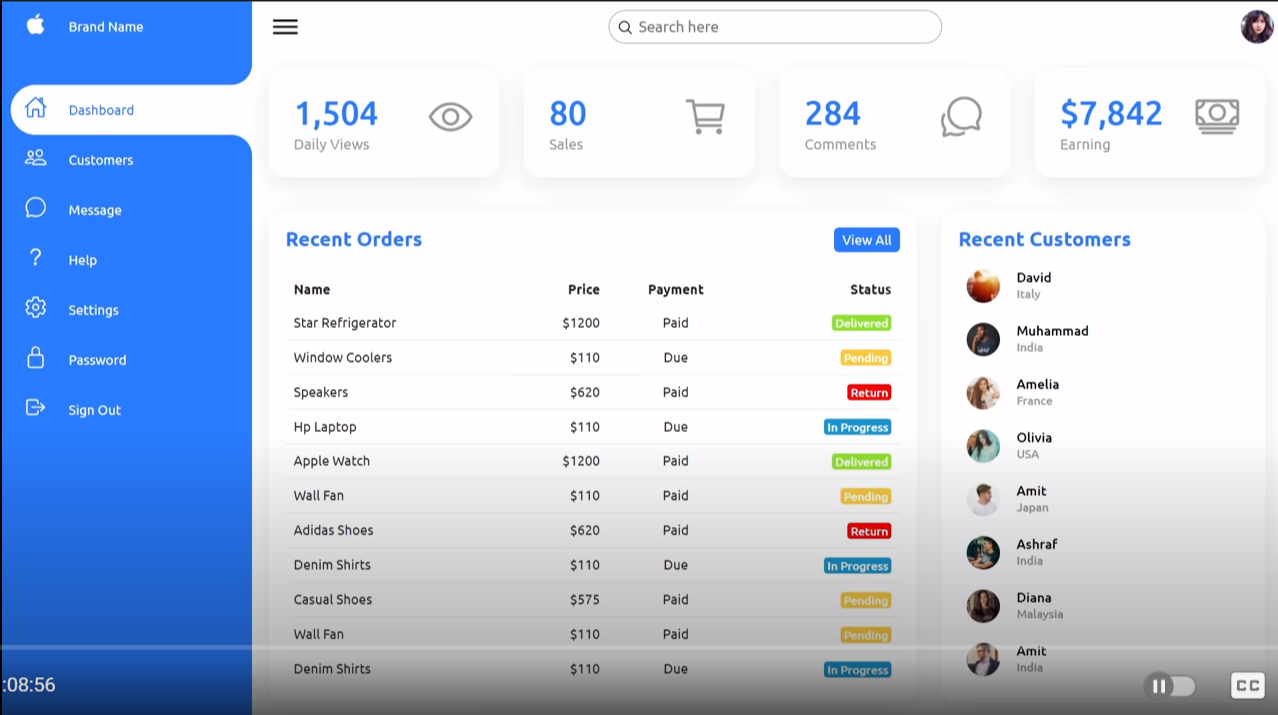 Brand Name
Search here
Dashboard
Customers
Message
Help
Settings
Password
Sign Out
1,504
Daily Views
80
Sales
284
Comments
$7,842
Earning
Recent Orders
View All
Name Price Payment Status
Star Refrigerator $1200 Paid Delivered
Window Coolers $110 Due Pending
Speakers $620 Paid Return
Hp Laptop $110 Due In Progress
Apple Watch $1200 Paid Delivered
Wall Fan $110 Paid Pending
Adidas Shoes $620 Paid Return
Denim Shirts $110 Due In Progress
Casual Shoes $575 Paid Pending
Wall Fan $110 Paid Pending
Denim Shirts $110 Due In Progress
Recent Customers
David
Italy
Muhammad
India
Amelia
France
Olivia
USA
Amit
Japan
Ashraf
India
Diana
Malaysia
Amit
India
:08:56
CC